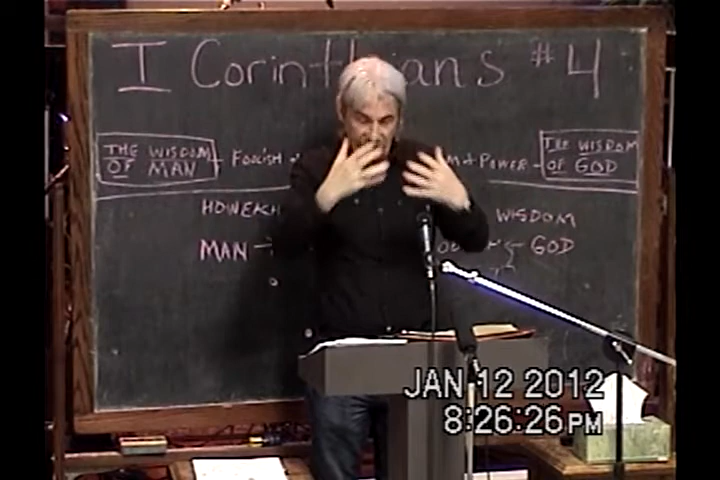 I Corinthians #4
THE WISDOM OF MAN Foolish + Power THE WISDOM OF GOD
WISDOM
MAN GOD
JAN 12 2012
8:26:26 PM